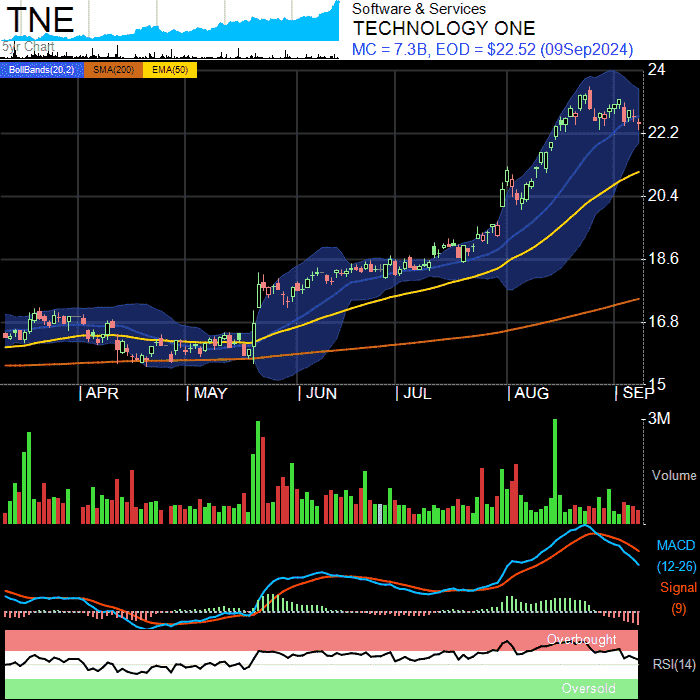 TNE
Software & Services
TECHNOLOGY ONE
5yr Chart
MC = 7.3B, EOD = $22.52 (09Sep2024)
BollBands(20,2) SMA(200) EMA(50)
24
22.2
20.4
18.6
16.8
15
APR MAY JUN JUL AUG SEP
3M
Volume
MACD
(12-26)
Signal
(9)
Overbought
RSI(14)
Oversold